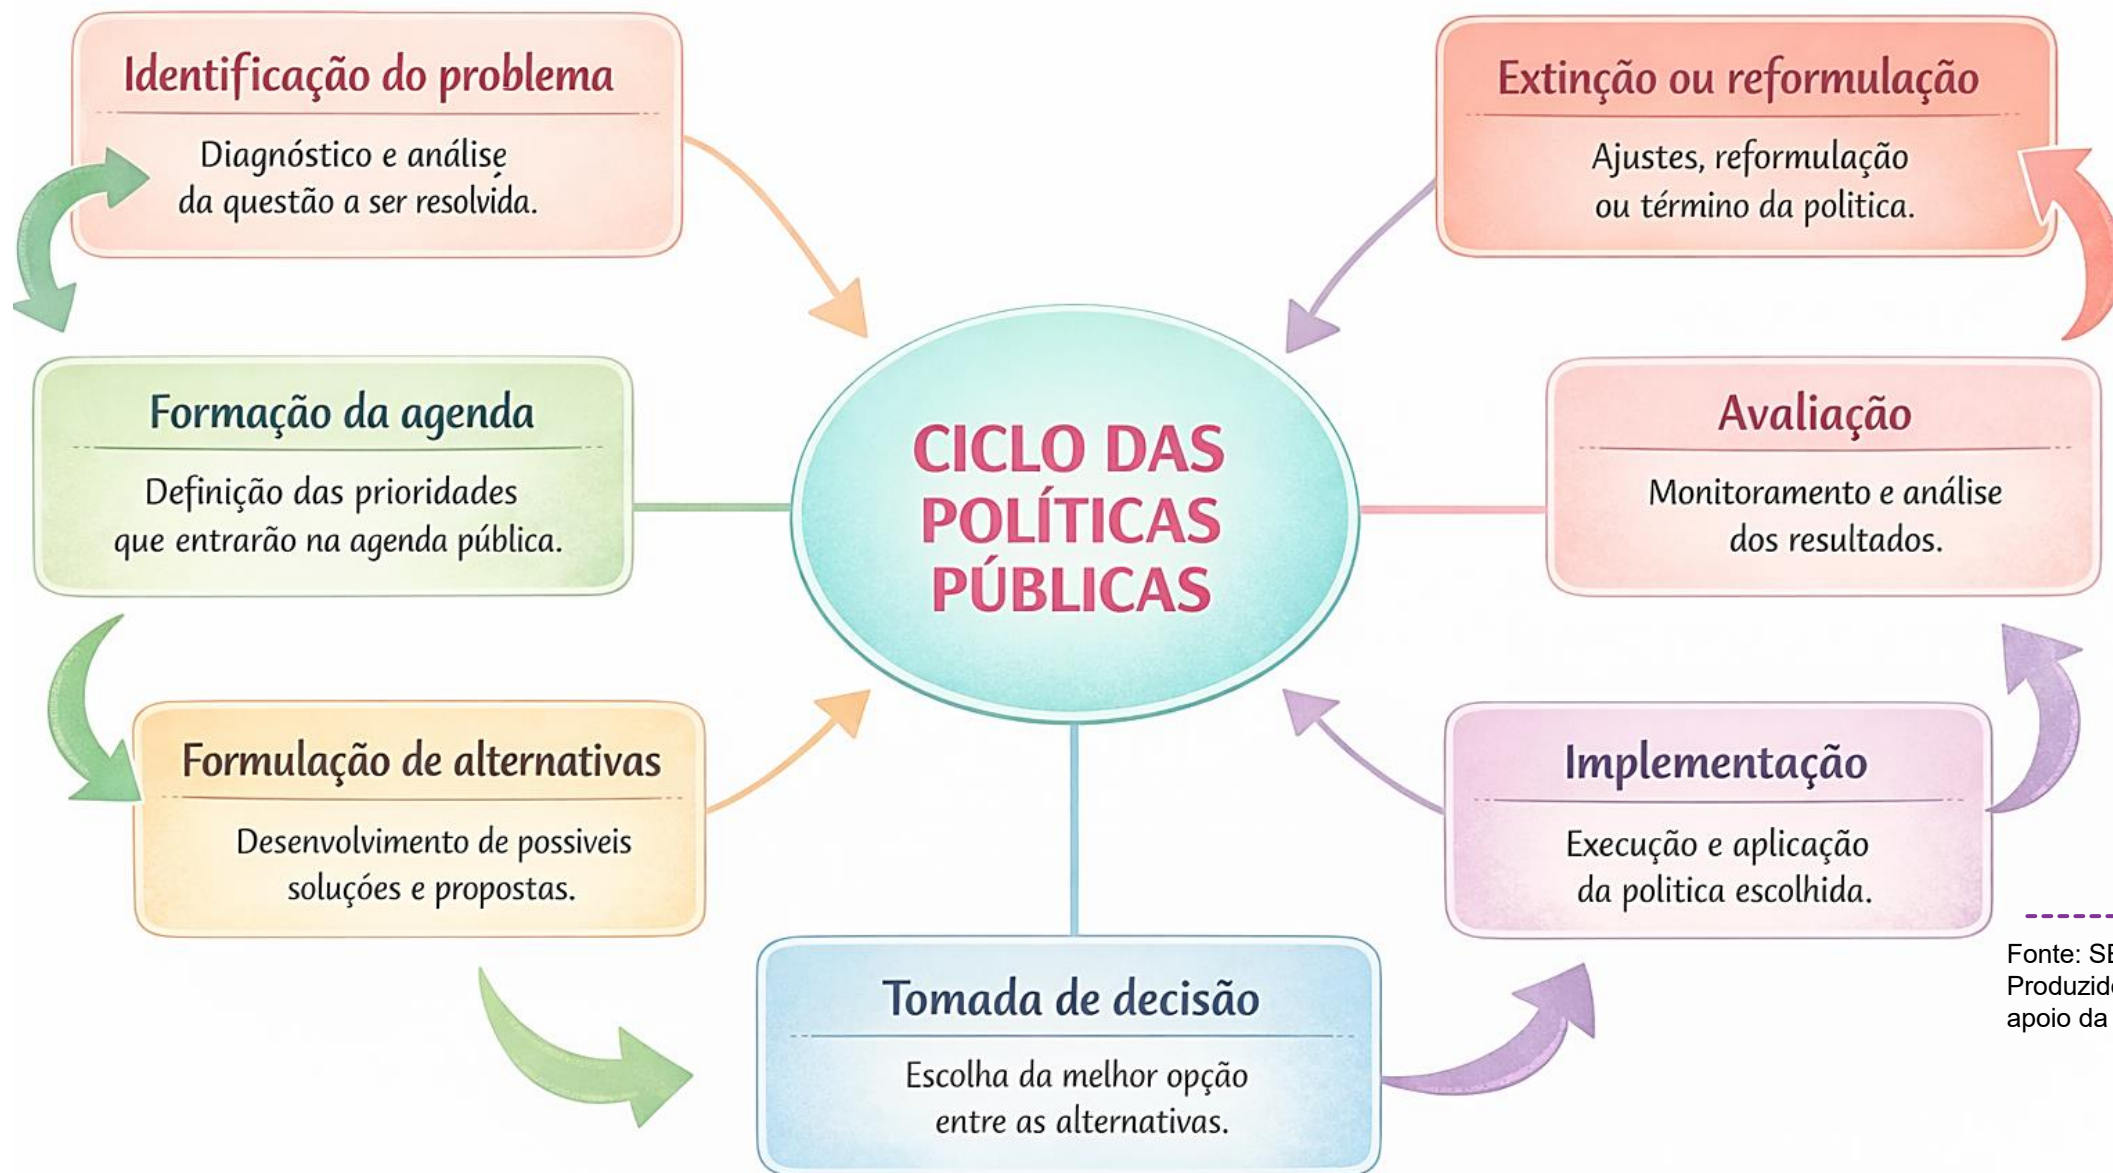 Identificação do problema
Diagnóstico e análise
da questão a ser resolvida.
Formação da agenda
Definição das prioridades
que entrarão na agenda pública.
Formulação de alternativas
Desenvolvimento de possiveis
soluções e propostas.
Tomada de decisão
Escolha da melhor opção
entre as alternativas.
Implementação
Execução e aplicação
da politica escolhida.
Avaliação
Monitoramento e análise
dos resultados.
Extinção ou reformulação
Ajustes, reformulação
ou término da politica.
CICLO DAS
POLÍTICAS
PÚBLICAS
Fonte:
apoio da